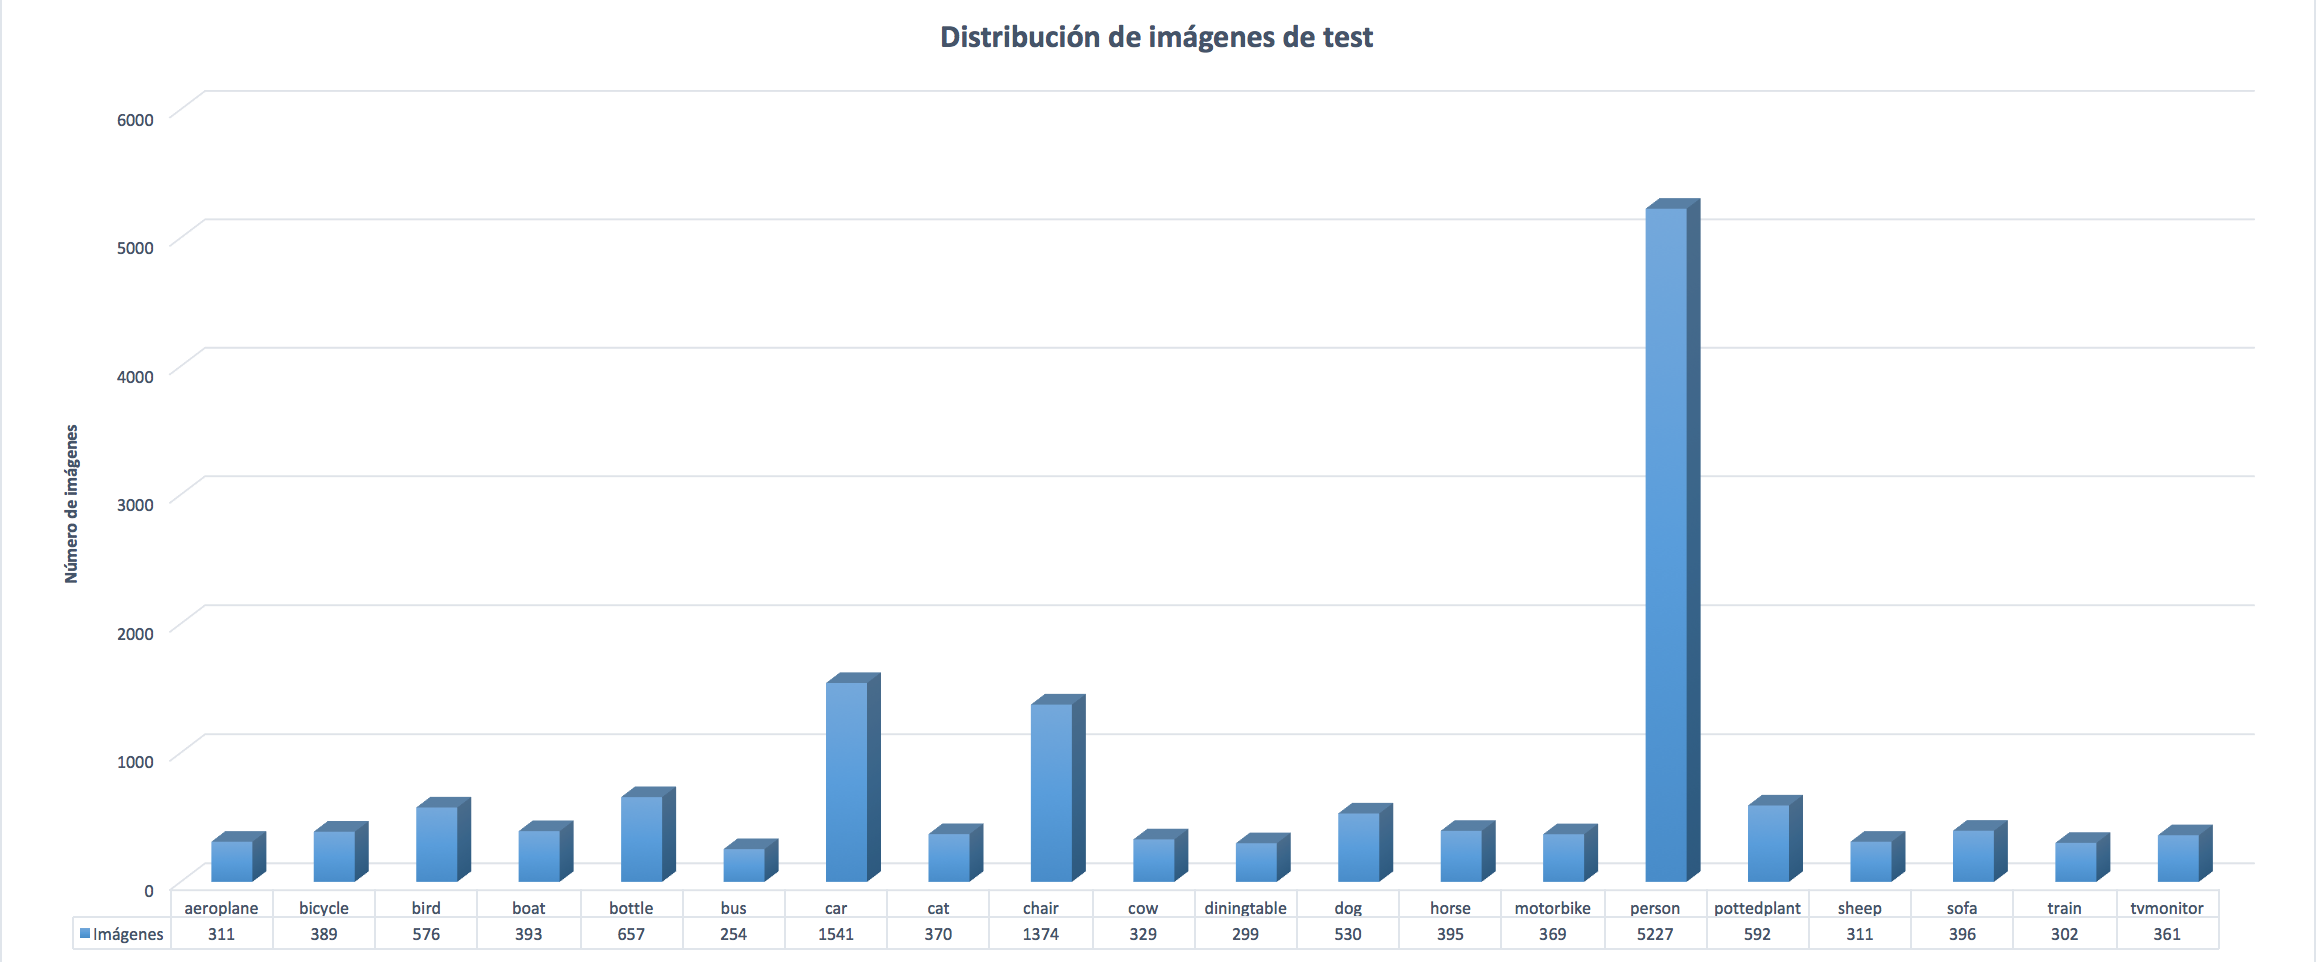 Distribución de imágenes de test
6000
5000
4000
3000
2000
1000
0
Número de imágenes
aeroplane bicycle bird boat bottle bus car cat chair cow diningtable dog horse motorbike person pottedplant sheep sofa train tvmonitor
Imágenes 311 389 576 393 657 254 1541 370 1374 329 299 530 395 369 5227 592 311 396 302 361